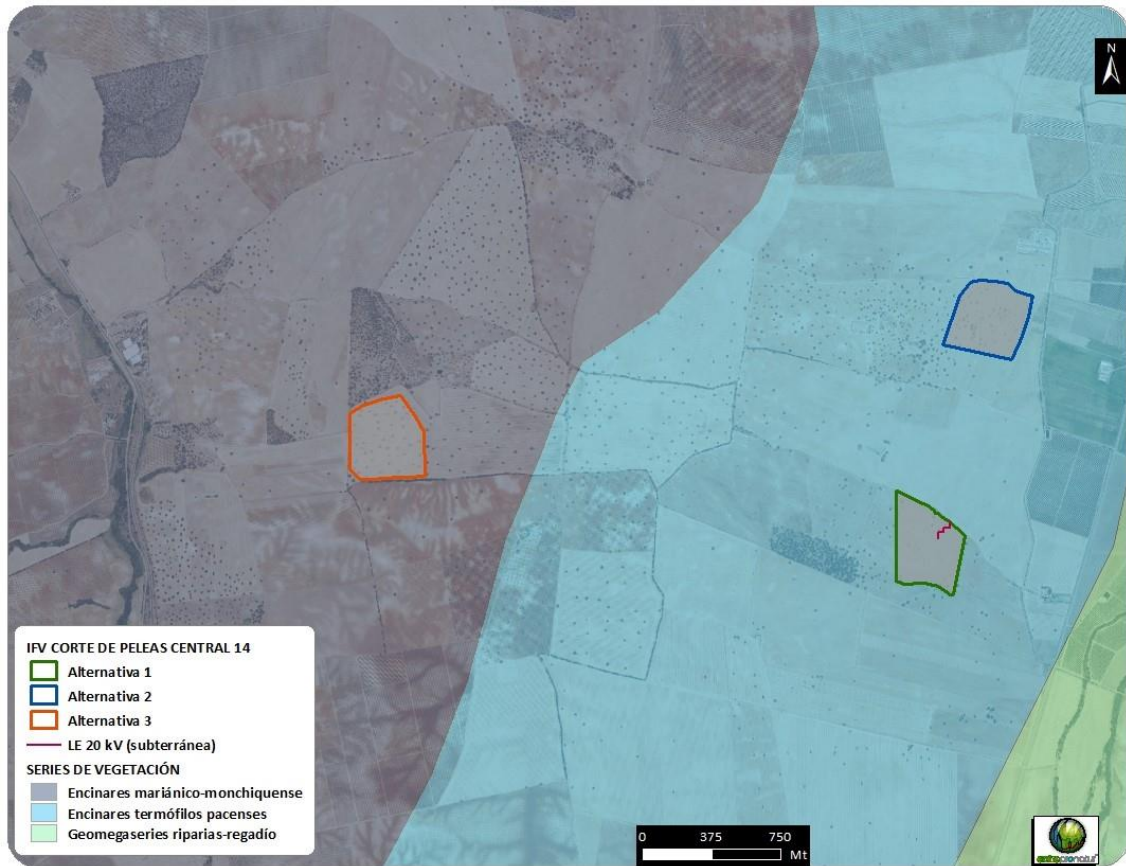 N
IFV CORTE DE PELEAS CENTRAL 14
Alternativa 1
Alternativa 2
Alternativa 3
LE 20 kV (subterránea)
SERIES DE VEGETACIÓN
Encinares mariánico-monchiquense
Encinares termófilos pacenses
Geomegaseries riparias-regadío
0 375 750
Mt